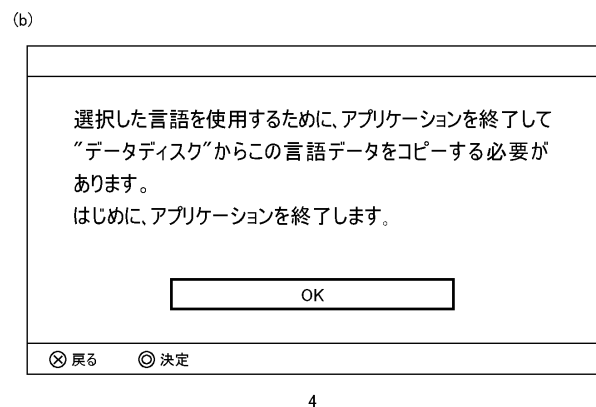 (b)
選択した言語を使用するために、アプリケーションを終了して
"データディスク"からこの言語データをコピーする必要が
あります。
はじめに、アプリケーションを終了します。
OK
⊗ 戻る ◎ 決定
4